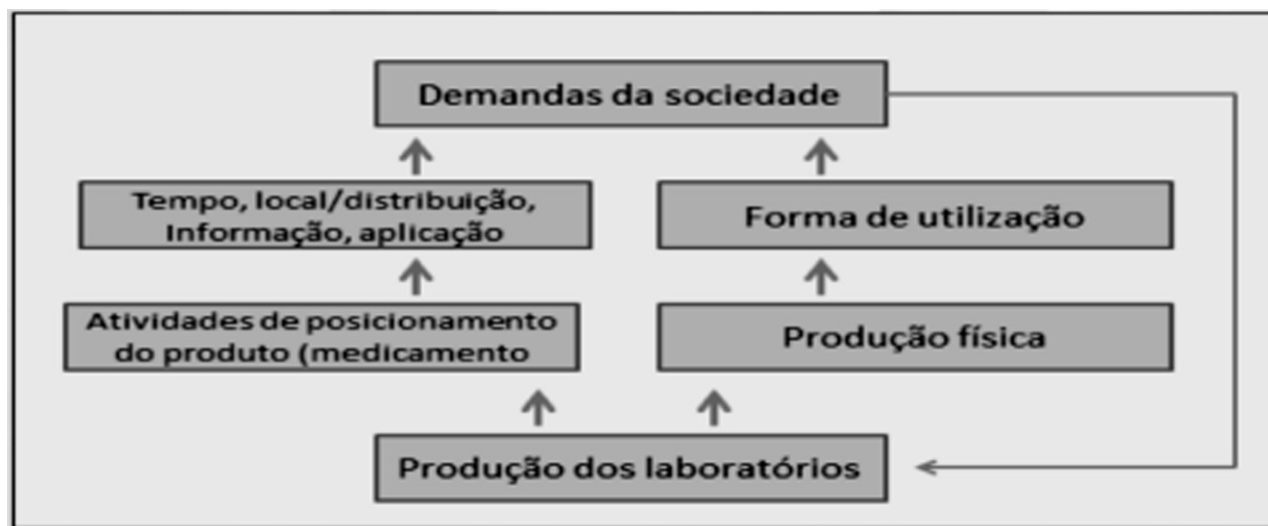 Demandas da sociedade
Tempo, local/distribuição,
Informação, aplicação
Forma de utilização
Atividades de posicionamento
do produto (medicamento
Produção física
Produção dos laboratórios